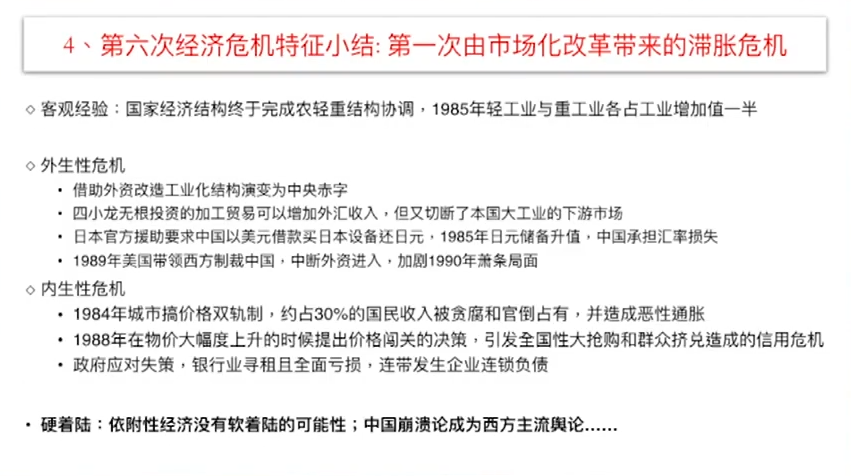 4、第六次经济危机特征小结: 第一次由市场化改革带来的滞胀危机
◇ 客观经验：国家经济结构终于完成农轻重结构协调，1985年轻工业与重工业各占工业增加值一半
◇ 外生性危机
• 借助外资改造工业化结构演变为中央赤字
• 四小龙无根投资的加工贸易可以增加外汇收入，但又切断了本国大工业的下游市场
• 日本官方援助要求中国以美元借款买日本设备还日元，1985年日元储备升值，中国承担汇率损失
• 1989年美国带领西方制裁中国，中断外资进入，加剧1990年萧条局面
◇ 内生性危机
• 1984年城市搞价格双轨制，约占30%的国民收入被贪腐和官倒占有，并造成恶性通胀
• 1988年在物价大幅度上升的时候提出价格闯关的决策，引发全国性大抢购和群众挤兑造成的信用危机
• 政府应对失策，银行业寻租且全面亏损，连带发生企业连锁负债
• 硬着陆：依附性经济没有软着陆的可能性；中国崩溃论成为西方主流舆论……